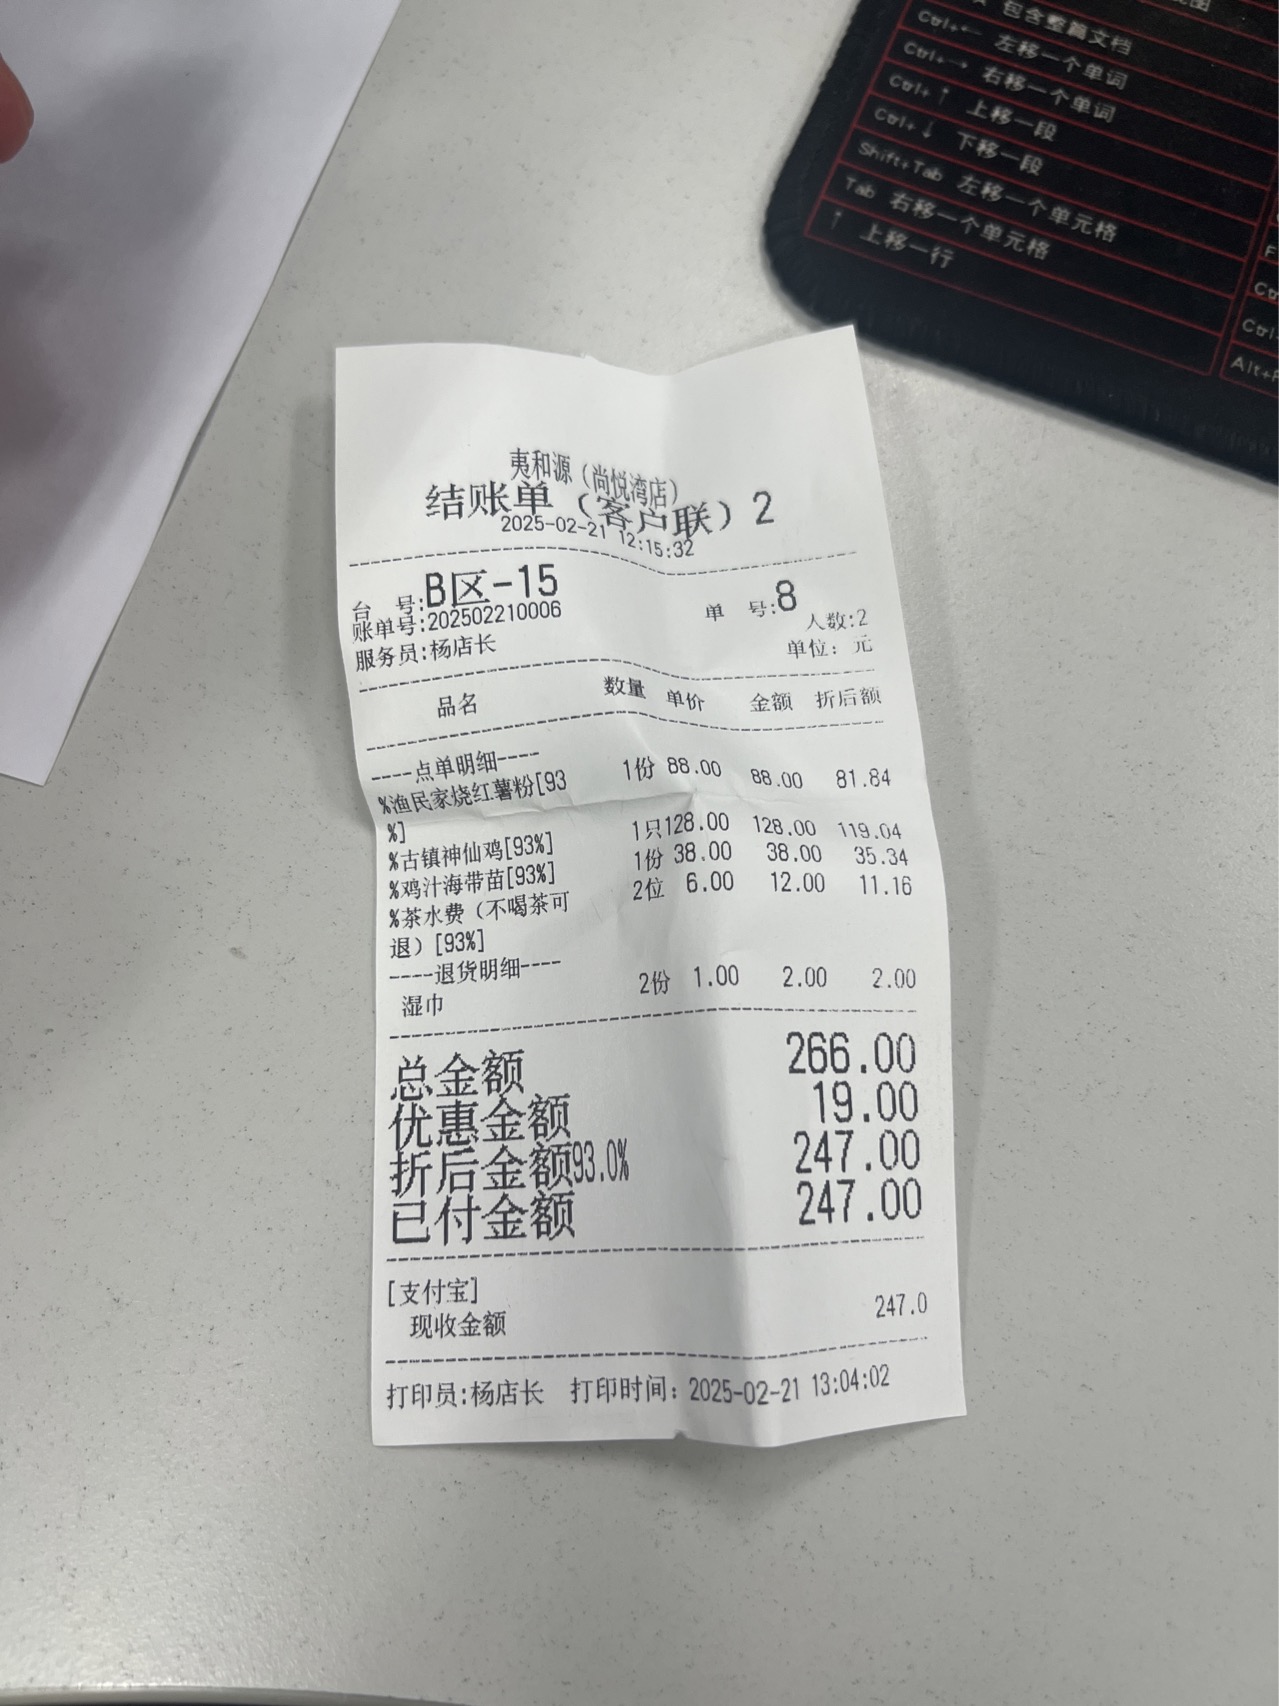 包含整篇文档
Ctrl+← 左移一个单词
Ctrl+→ 右移一个单词
Ctrl+↑ 上移一段
Ctrl+↓ 下移一段
Shift+Tab 左移一个单元格
Tab 右移一个单元格
↑ 上移一行
夷和源（尚悦湾店）
结账单（客户联）2
2025-02-21 12:15:32
台 号:B区-15 单 号:8
账单号:202502210006 人数:2
服务员:杨店长 单位：元
品名 数量 单价 金额 折后额
----点单明细----
%渔民家烧红薯粉[93 1份 88.00 88.00 81.84
%]
%古镇神仙鸡[93%] 1只128.00 128.00 119.04
%鸡汁海带苗[93%] 1份 38.00 38.00 35.34
%茶水费（不喝茶可 2位 6.00 12.00 11.16
退）[93%]
----退货明细----
湿巾 2份 1.00 2.00 2.00
总金额 266.00
优惠金额 19.00
折后金额93.0% 247.00
已付金额 247.00
[支付宝]
现收金额 247.0
打印员:杨店长 打印时间：2025-02-21 13:04:02